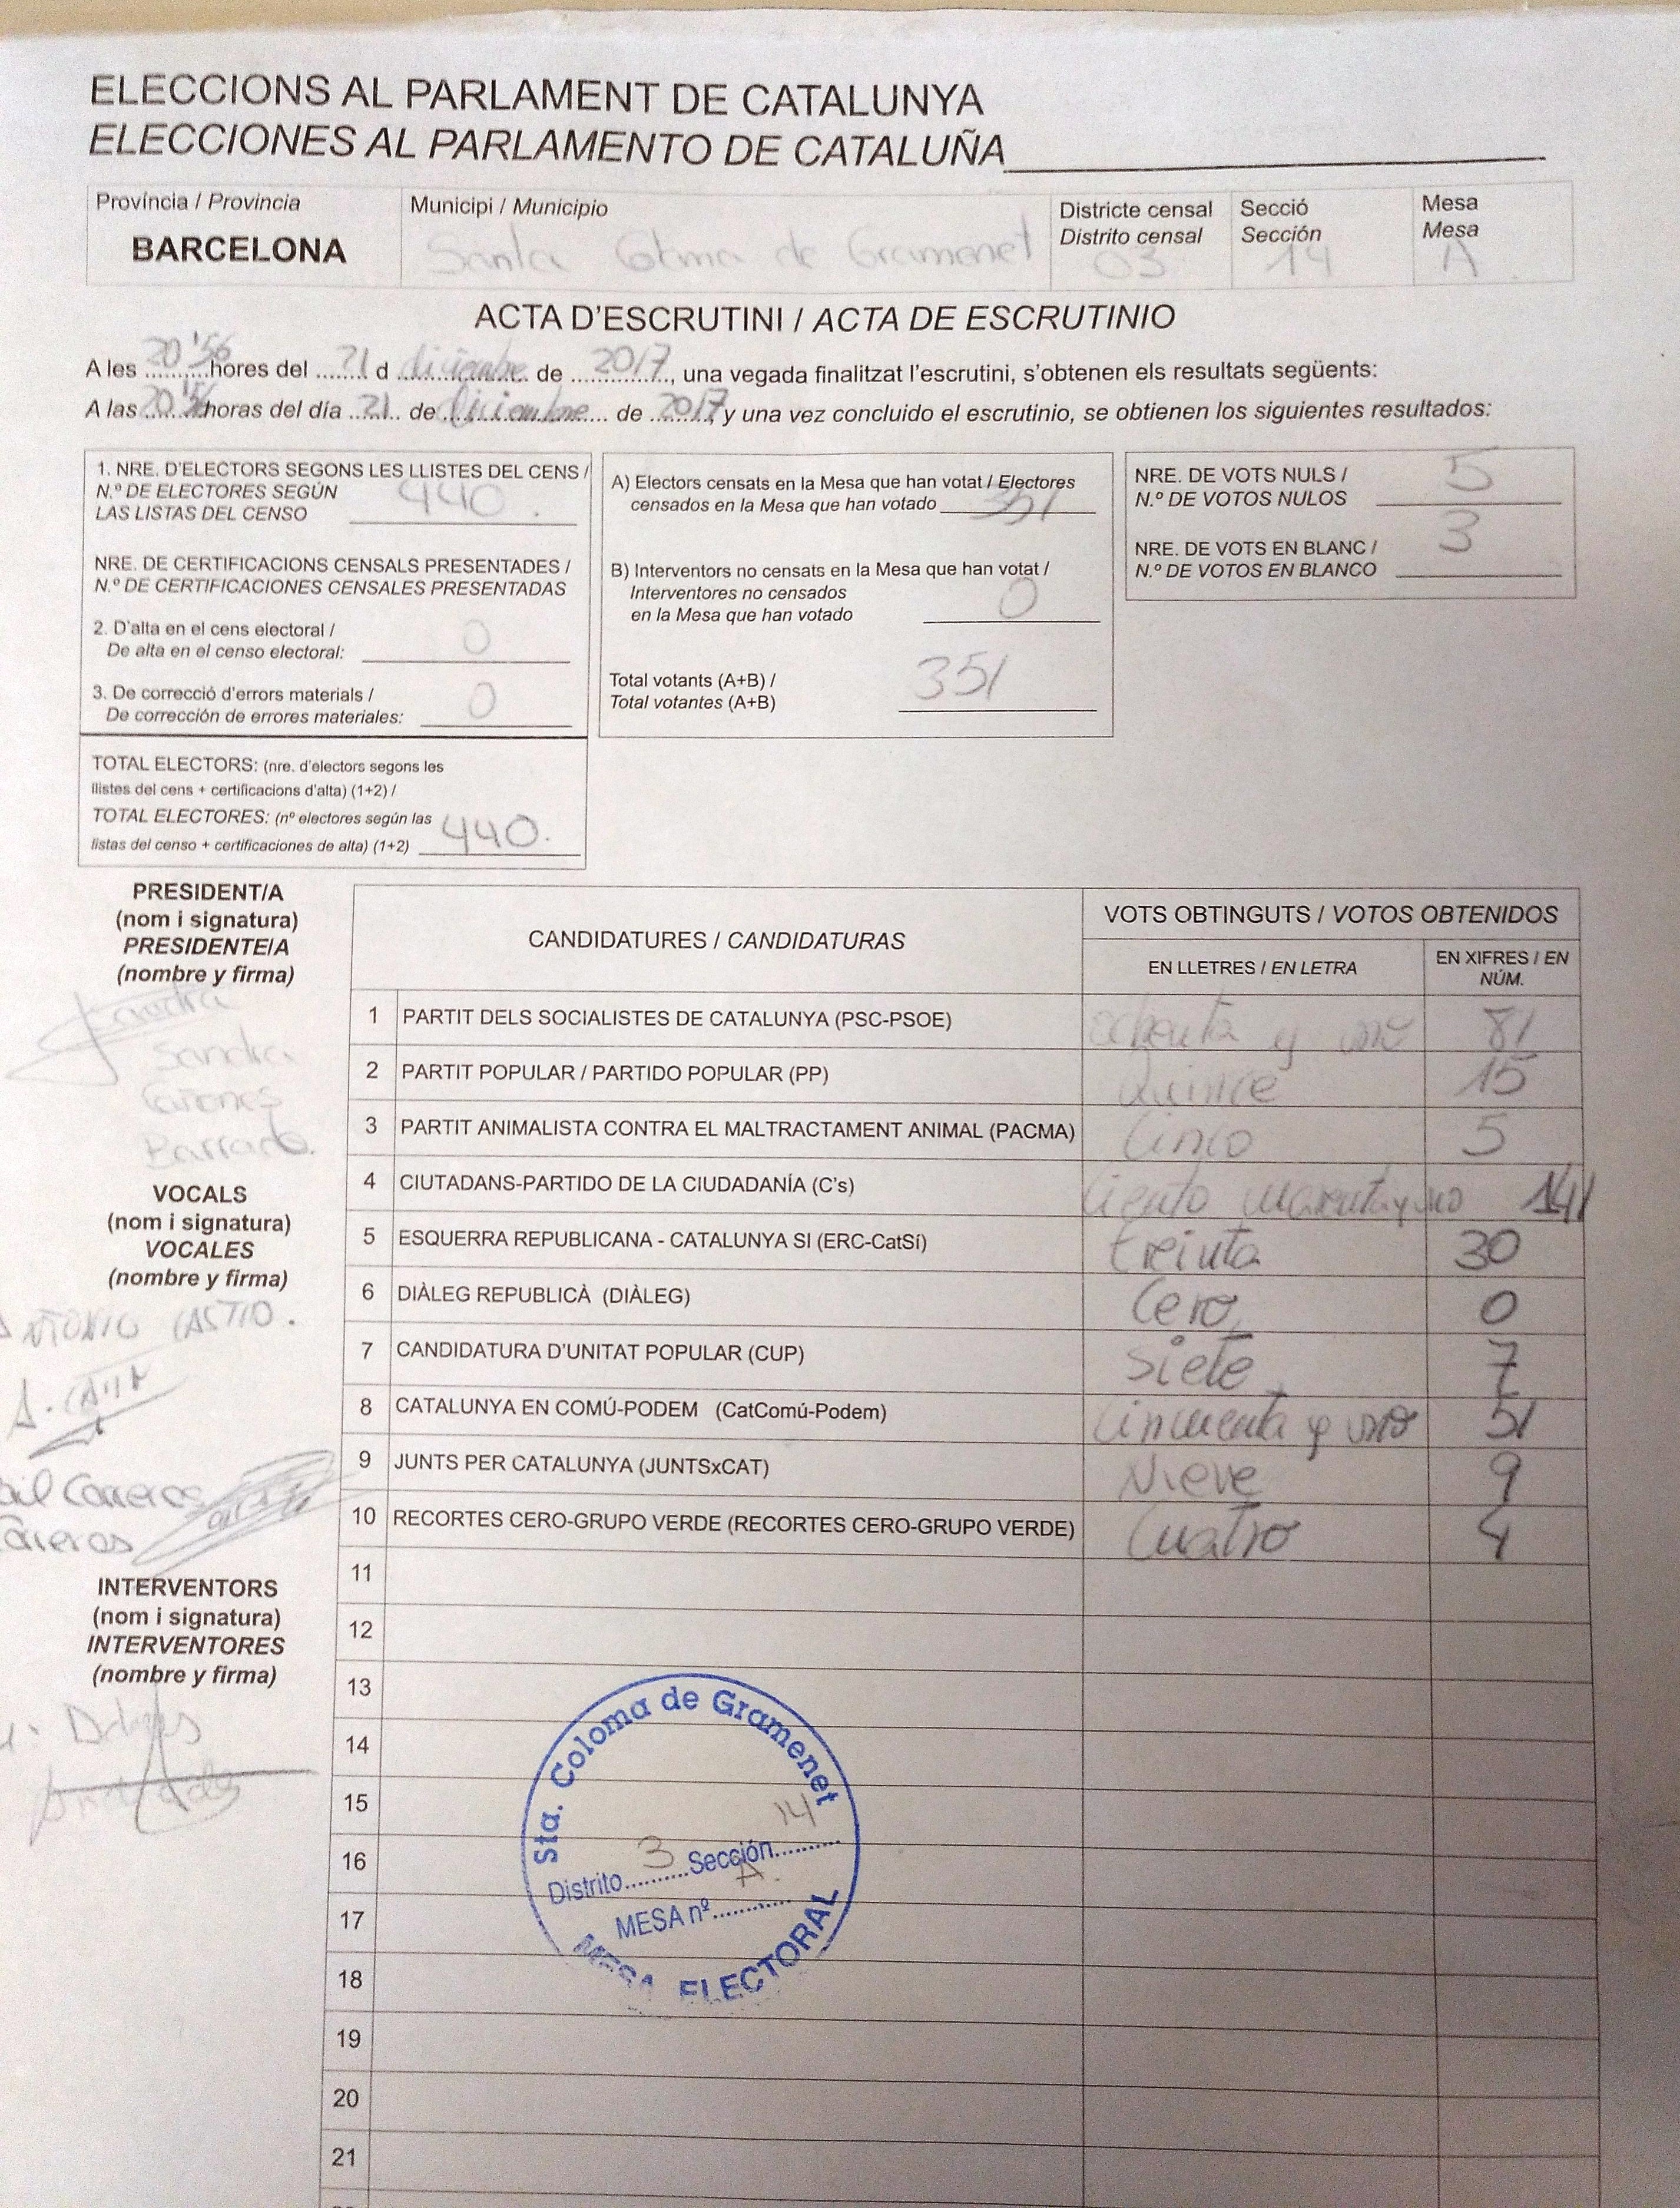 ELECCIONS AL PARLAMENT DE CATALUNYA
ELECCIONES AL PARLAMENTO DE CATALUÑA
Província / Provincia
BARCELONA
Municipi / Municipio
Santa Coloma de Gramenet
Districte censal
Distrito censal
03
Secció
Sección
14
Mesa
Mesa
A
ACTA D'ESCRUTINI / ACTA DE ESCRUTINIO
A les 20'56 hores del 21 d diciembre de 2017, una vegada finalitzat l'escrutini, s'obtenen els resultats següents:
A las 20'56 horas del día 21 de diciembre de 2017, y una vez concluido el escrutinio, se obtienen los siguientes resultados:
1. NRE. D'ELECTORS SEGONS LES LLISTES DEL CENS /
N.º DE ELECTORES SEGÚN
LAS LISTAS DEL CENSO 440.
NRE. DE CERTIFICACIONS CENSALS PRESENTADES /
N.º DE CERTIFICACIONES CENSALES PRESENTADAS
2. D'alta en el cens electoral /
De alta en el censo electoral: 0
3. De correcció d'errors materials /
De corrección de errores materiales: 0
TOTAL ELECTORS: (nre. d'electors segons les
llistes del cens + certificacions d'alta) (1+2) /
TOTAL ELECTORES: (nº electores según las
listas del censo + certificaciones de alta) (1+2) 440.
A) Electors censats en la Mesa que han votat / Electores
censados en la Mesa que han votado 351
B) Interventors no censats en la Mesa que han votat /
Interventores no censados
en la Mesa que han votado 0
Total votants (A+B) /
Total votantes (A+B) 351
NRE. DE VOTS NULS /
N.º DE VOTOS NULOS 5
NRE. DE VOTS EN BLANC /
N.º DE VOTOS EN BLANCO 3
PRESIDENT/A
(nom i signatura)
PRESIDENTE/A
(nombre y firma)
Sandra
Sandra
Cañones
Barrado.
VOCALS
(nom i signatura)
VOCALES
(nombre y firma)
ANTONIO CASTRO.
Carreros
INTERVENTORS
(nom i signatura)
INTERVENTORES
(nombre y firma)
CANDIDATURES / CANDIDATURAS
VOTS OBTINGUTS / VOTOS OBTENIDOS
EN LLETRES / EN LETRA
EN XIFRES / EN
NÚM.
1 PARTIT DELS SOCIALISTES DE CATALUNYA (PSC-PSOE) ochenta y uno 81
2 PARTIT POPULAR / PARTIDO POPULAR (PP) Quince 15
3 PARTIT ANIMALISTA CONTRA EL MALTRACTAMENT ANIMAL (PACMA) Cinco 5
4 CIUTADANS-PARTIDO DE LA CIUDADANÍA (C's) Ciento cuarenta y uno 141
5 ESQUERRA REPUBLICANA - CATALUNYA SI (ERC-CatSí) treinta 30
6 DIÀLEG REPUBLICÀ (DIÀLEG) Cero 0
7 CANDIDATURA D'UNITAT POPULAR (CUP) Siete 7
8 CATALUNYA EN COMÚ-PODEM (CatComú-Podem) Cincuenta y uno 51
9 JUNTS PER CATALUNYA (JUNTSxCAT) Nueve 9
10 RECORTES CERO-GRUPO VERDE (RECORTES CERO-GRUPO VERDE) Cuatro 4
11
12
13
14
15
16
17
18
19
20
21
Sta. Coloma de Gramenet
Distrito 3 Sección 14
MESA nº A.
MESA ELECTORAL